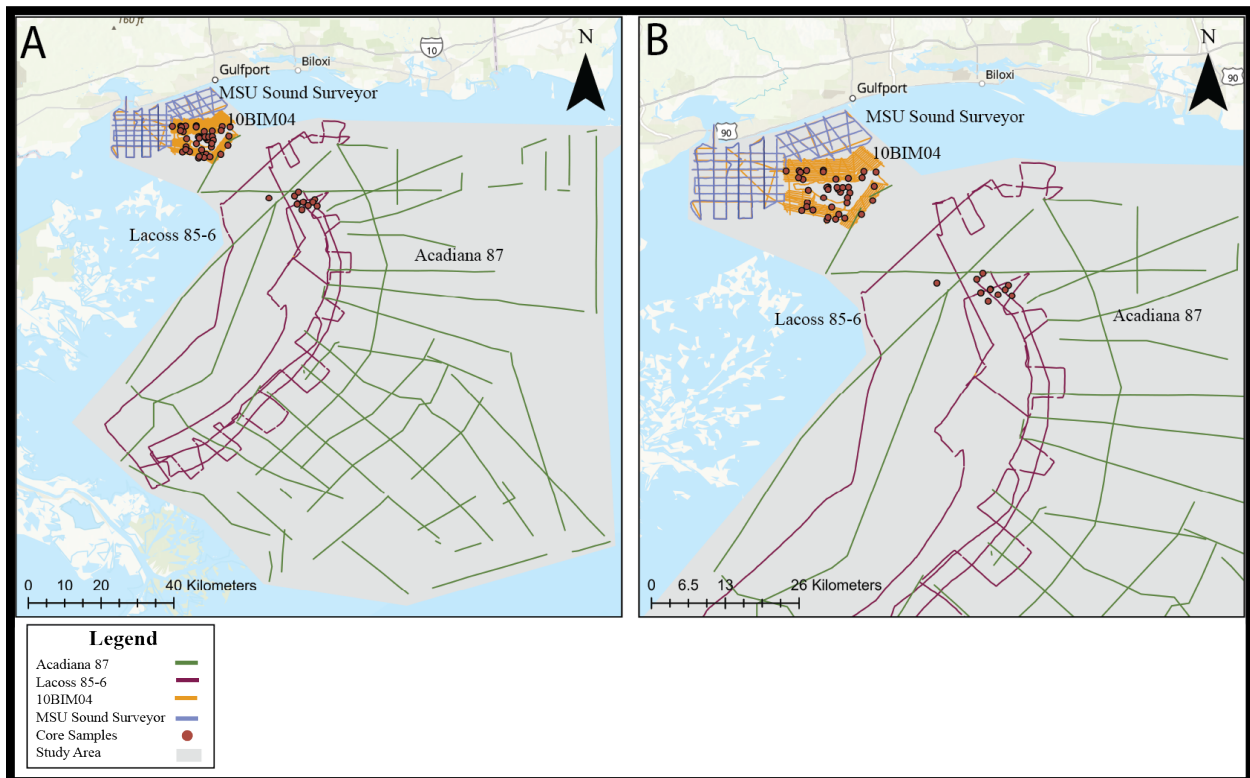 A
160 ft
10
N
Biloxi
Gulfport
MSU Sound Surveyor
10BIM04
Lacoss 85-6
Acadiana 87
0 10 20 40 Kilometers
B
N
90
Biloxi
Gulfport
MSU Sound Surveyor
90
10BIM04
Lacoss 85-6
Acadiana 87
0 6.5 13 26 Kilometers
Legend
Acadiana 87
Lacoss 85-6
10BIM04
MSU Sound Surveyor
Core Samples
Study Area